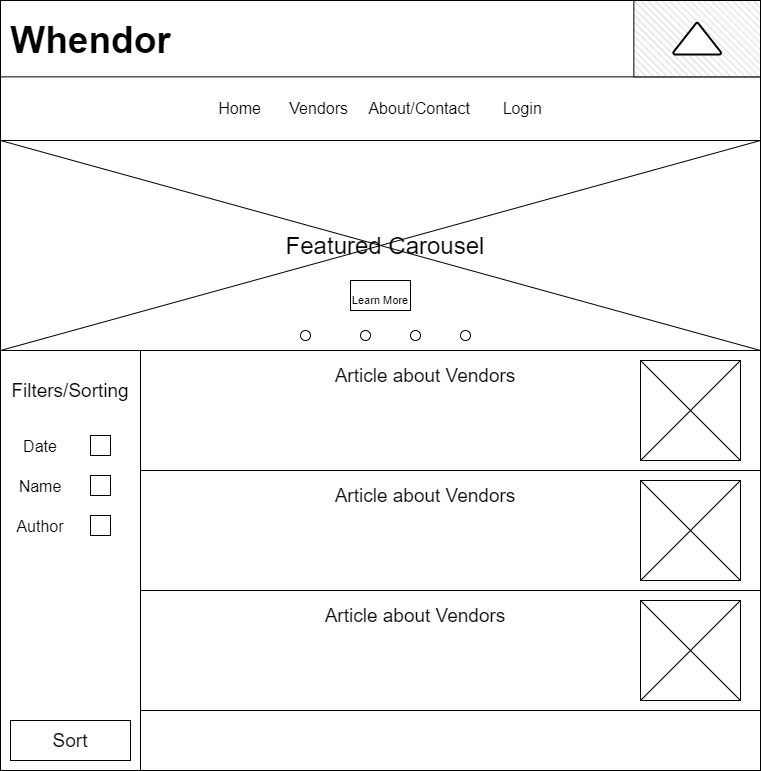 Whendor
Home Vendors About/Contact Login
Featured Carousel
Learn More
Filters/Sorting
Date
Name
Author
Sort
Article about Vendors
Article about Vendors
Article about Vendors